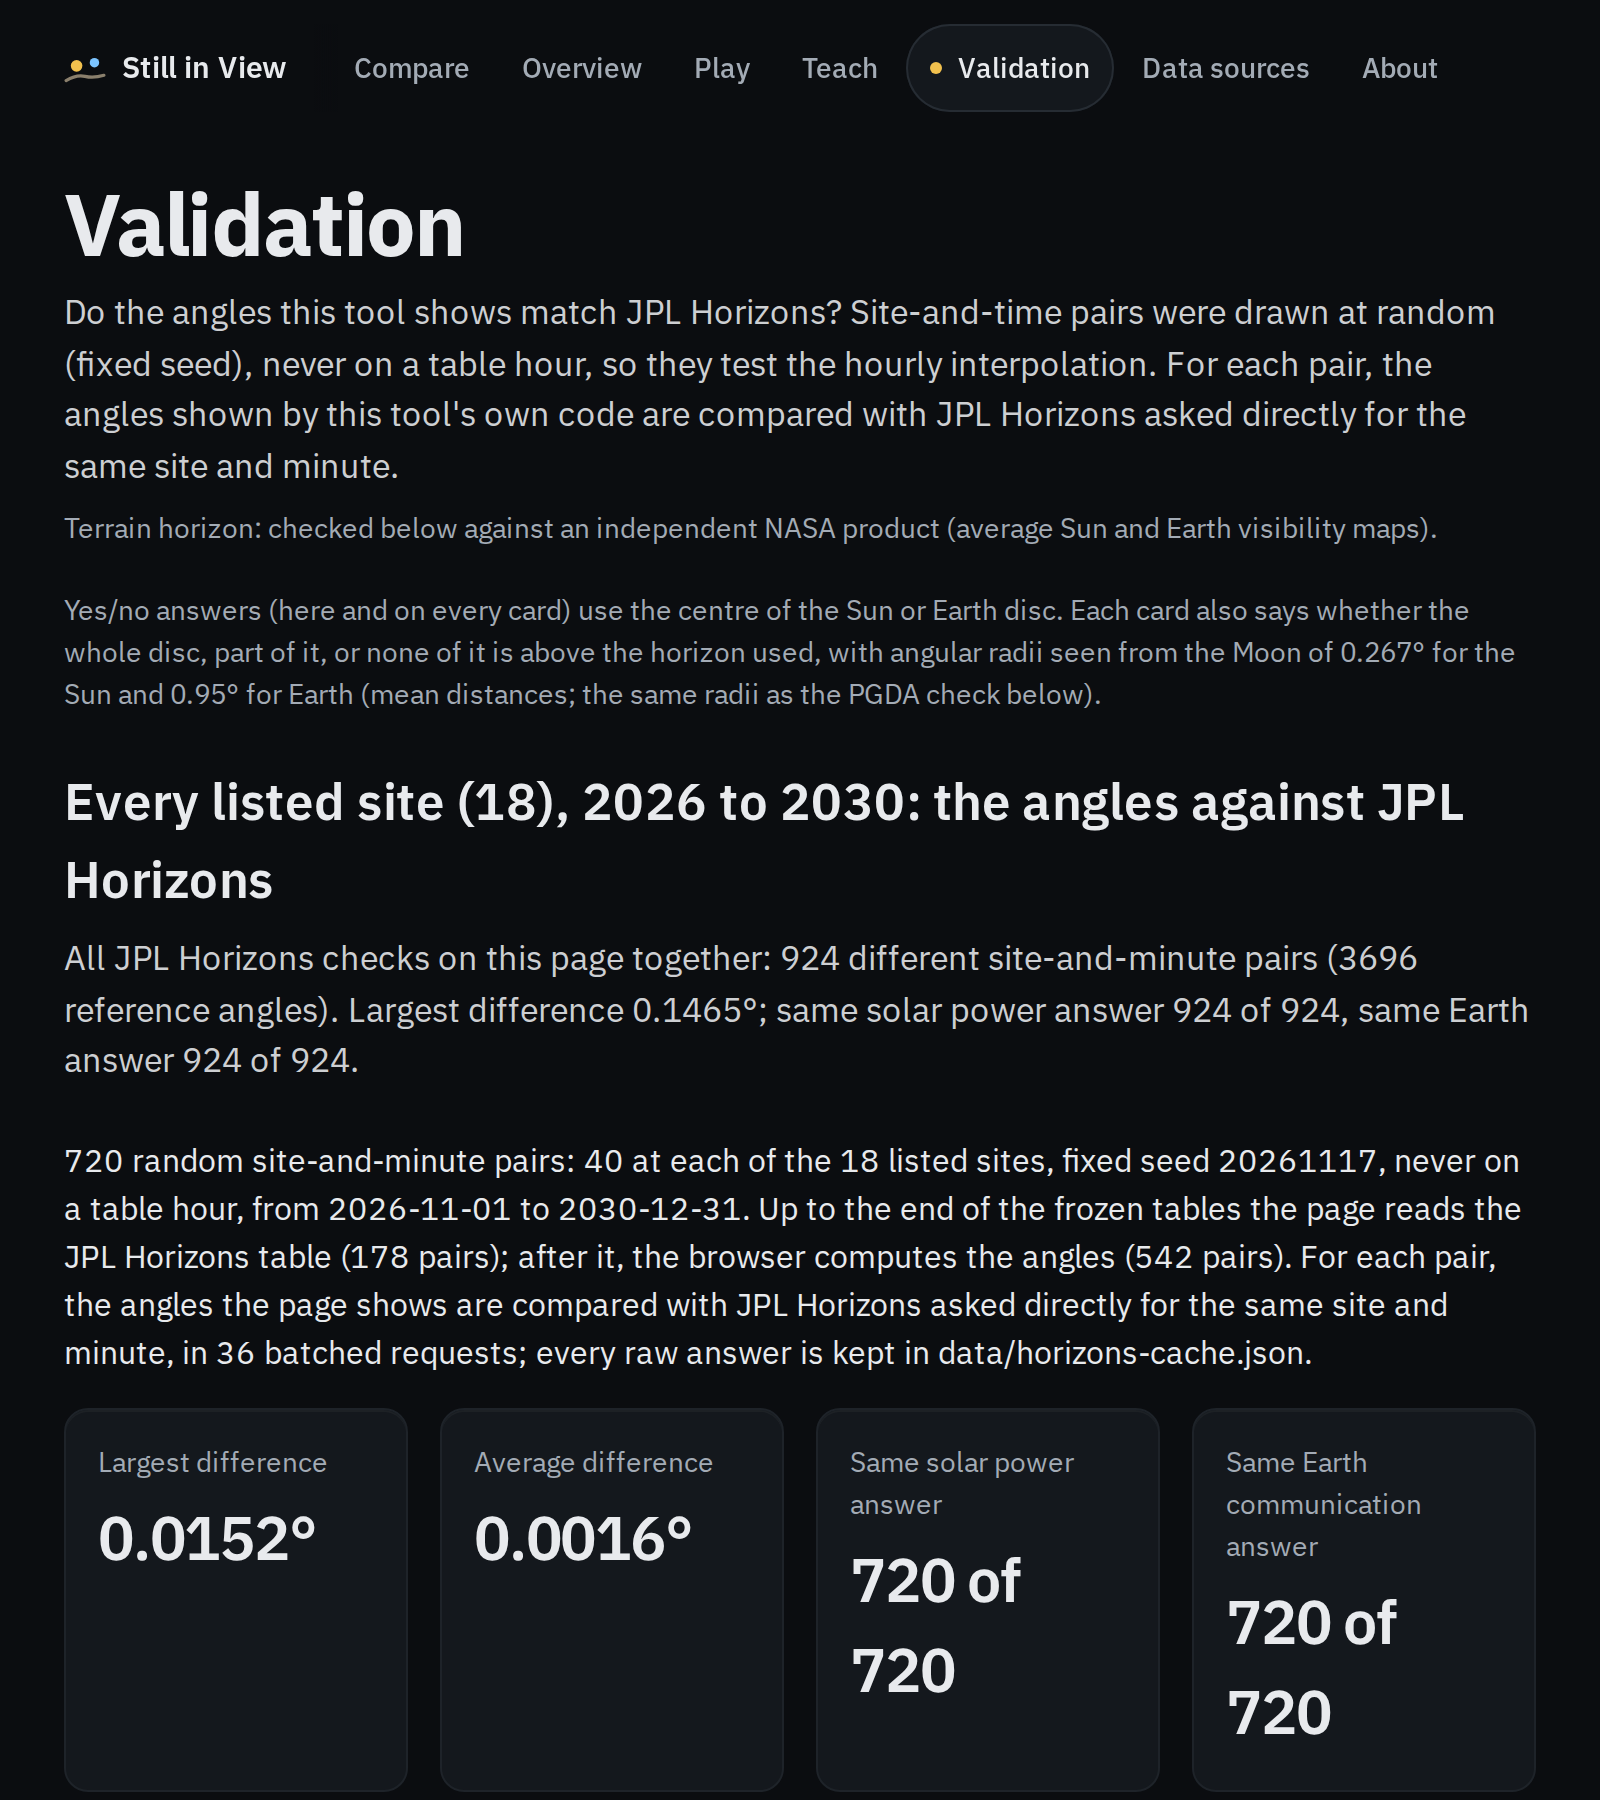 Still in View
Compare
Overview
Play
Teach
Validation
Data sources
About
Validation
Do the angles this tool shows match JPL Horizons? Site-and-time pairs were drawn at random
(fixed seed), never on a table hour, so they test the hourly interpolation. For each pair, the
angles shown by this tool's own code are compared with JPL Horizons asked directly for the
same site and minute.
Terrain horizon: checked below against an independent NASA product (average Sun and Earth visibility maps).
Yes/no answers (here and on every card) use the centre of the Sun or Earth disc. Each card also says whether the
whole disc, part of it, or none of it is above the horizon used, with angular radii seen from the Moon of 0.267° for the
Sun and 0.95° for Earth (mean distances; the same radii as the PGDA check below).
Every listed site (18), 2026 to 2030: the angles against JPL
Horizons
All JPL Horizons checks on this page together: 924 different site-and-minute pairs (3696
reference angles). Largest difference 0.1465°; same solar power answer 924 of 924, same Earth
answer 924 of 924.
720 random site-and-minute pairs: 40 at each of the 18 listed sites, fixed seed 20261117, never on
a table hour, from 2026-11-01 to 2030-12-31. Up to the end of the frozen tables the page reads the
JPL Horizons table (178 pairs); after it, the browser computes the angles (542 pairs). For each pair,
the angles the page shows are compared with JPL Horizons asked directly for the same site and
minute, in 36 batched requests; every raw answer is kept in data/horizons-cache.json.
Largest difference
0.0152°
Average difference
0.0016°
Same solar power
answer
720 of
720
Same Earth
communication
answer
720 of
720